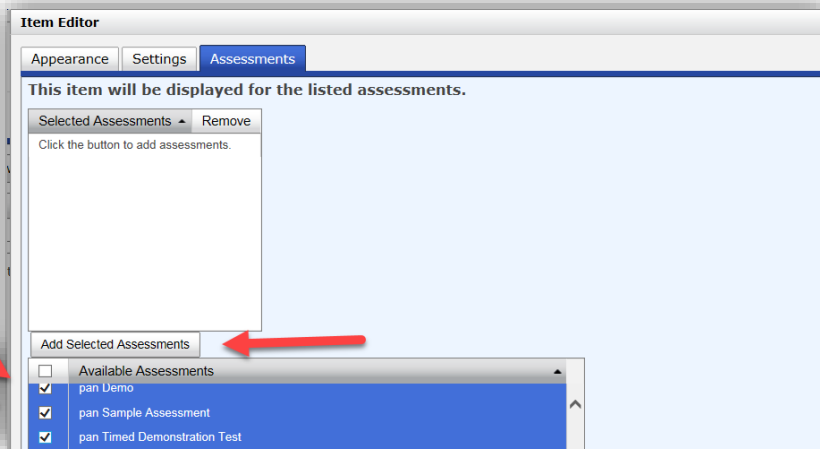 Item Editor
Appearance Settings Assessments
This item will be displayed for the listed assessments.
Selected Assessments Remove
Click the button to add assessments.
Add Selected Assessments
Available Assessments
pan Demo
pan Sample Assessment
pan Timed Demonstration Test